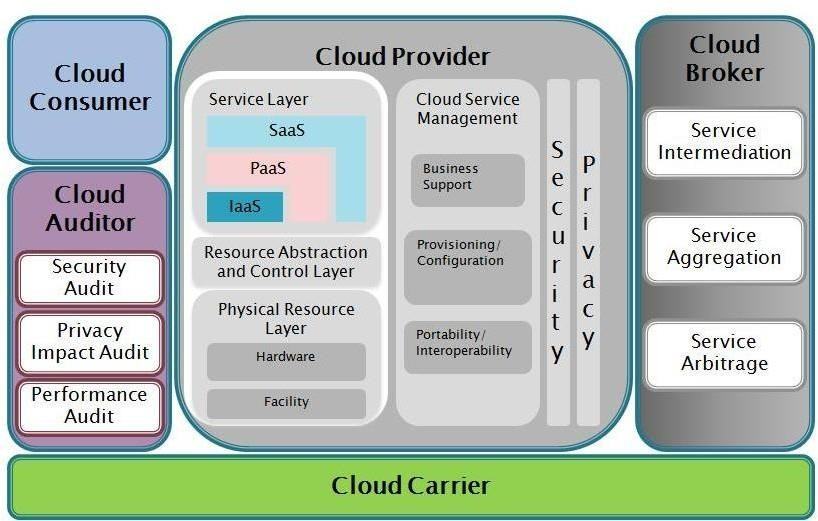 Cloud
Consumer
Cloud
Auditor
Security
Audit
Privacy
Impact Audit
Performance
Audit
Cloud Provider
Service Layer
SaaS
PaaS
IaaS
Resource Abstraction
and Control Layer
Physical Resource
Layer
Hardware
Facility
Cloud Service
Management
Business
Support
Provisioning/
Configuration
Portability/
Interoperability
Security
Privacy
Cloud
Broker
Service
Intermediation
Service
Aggregation
Service
Arbitrage
Cloud Carrier